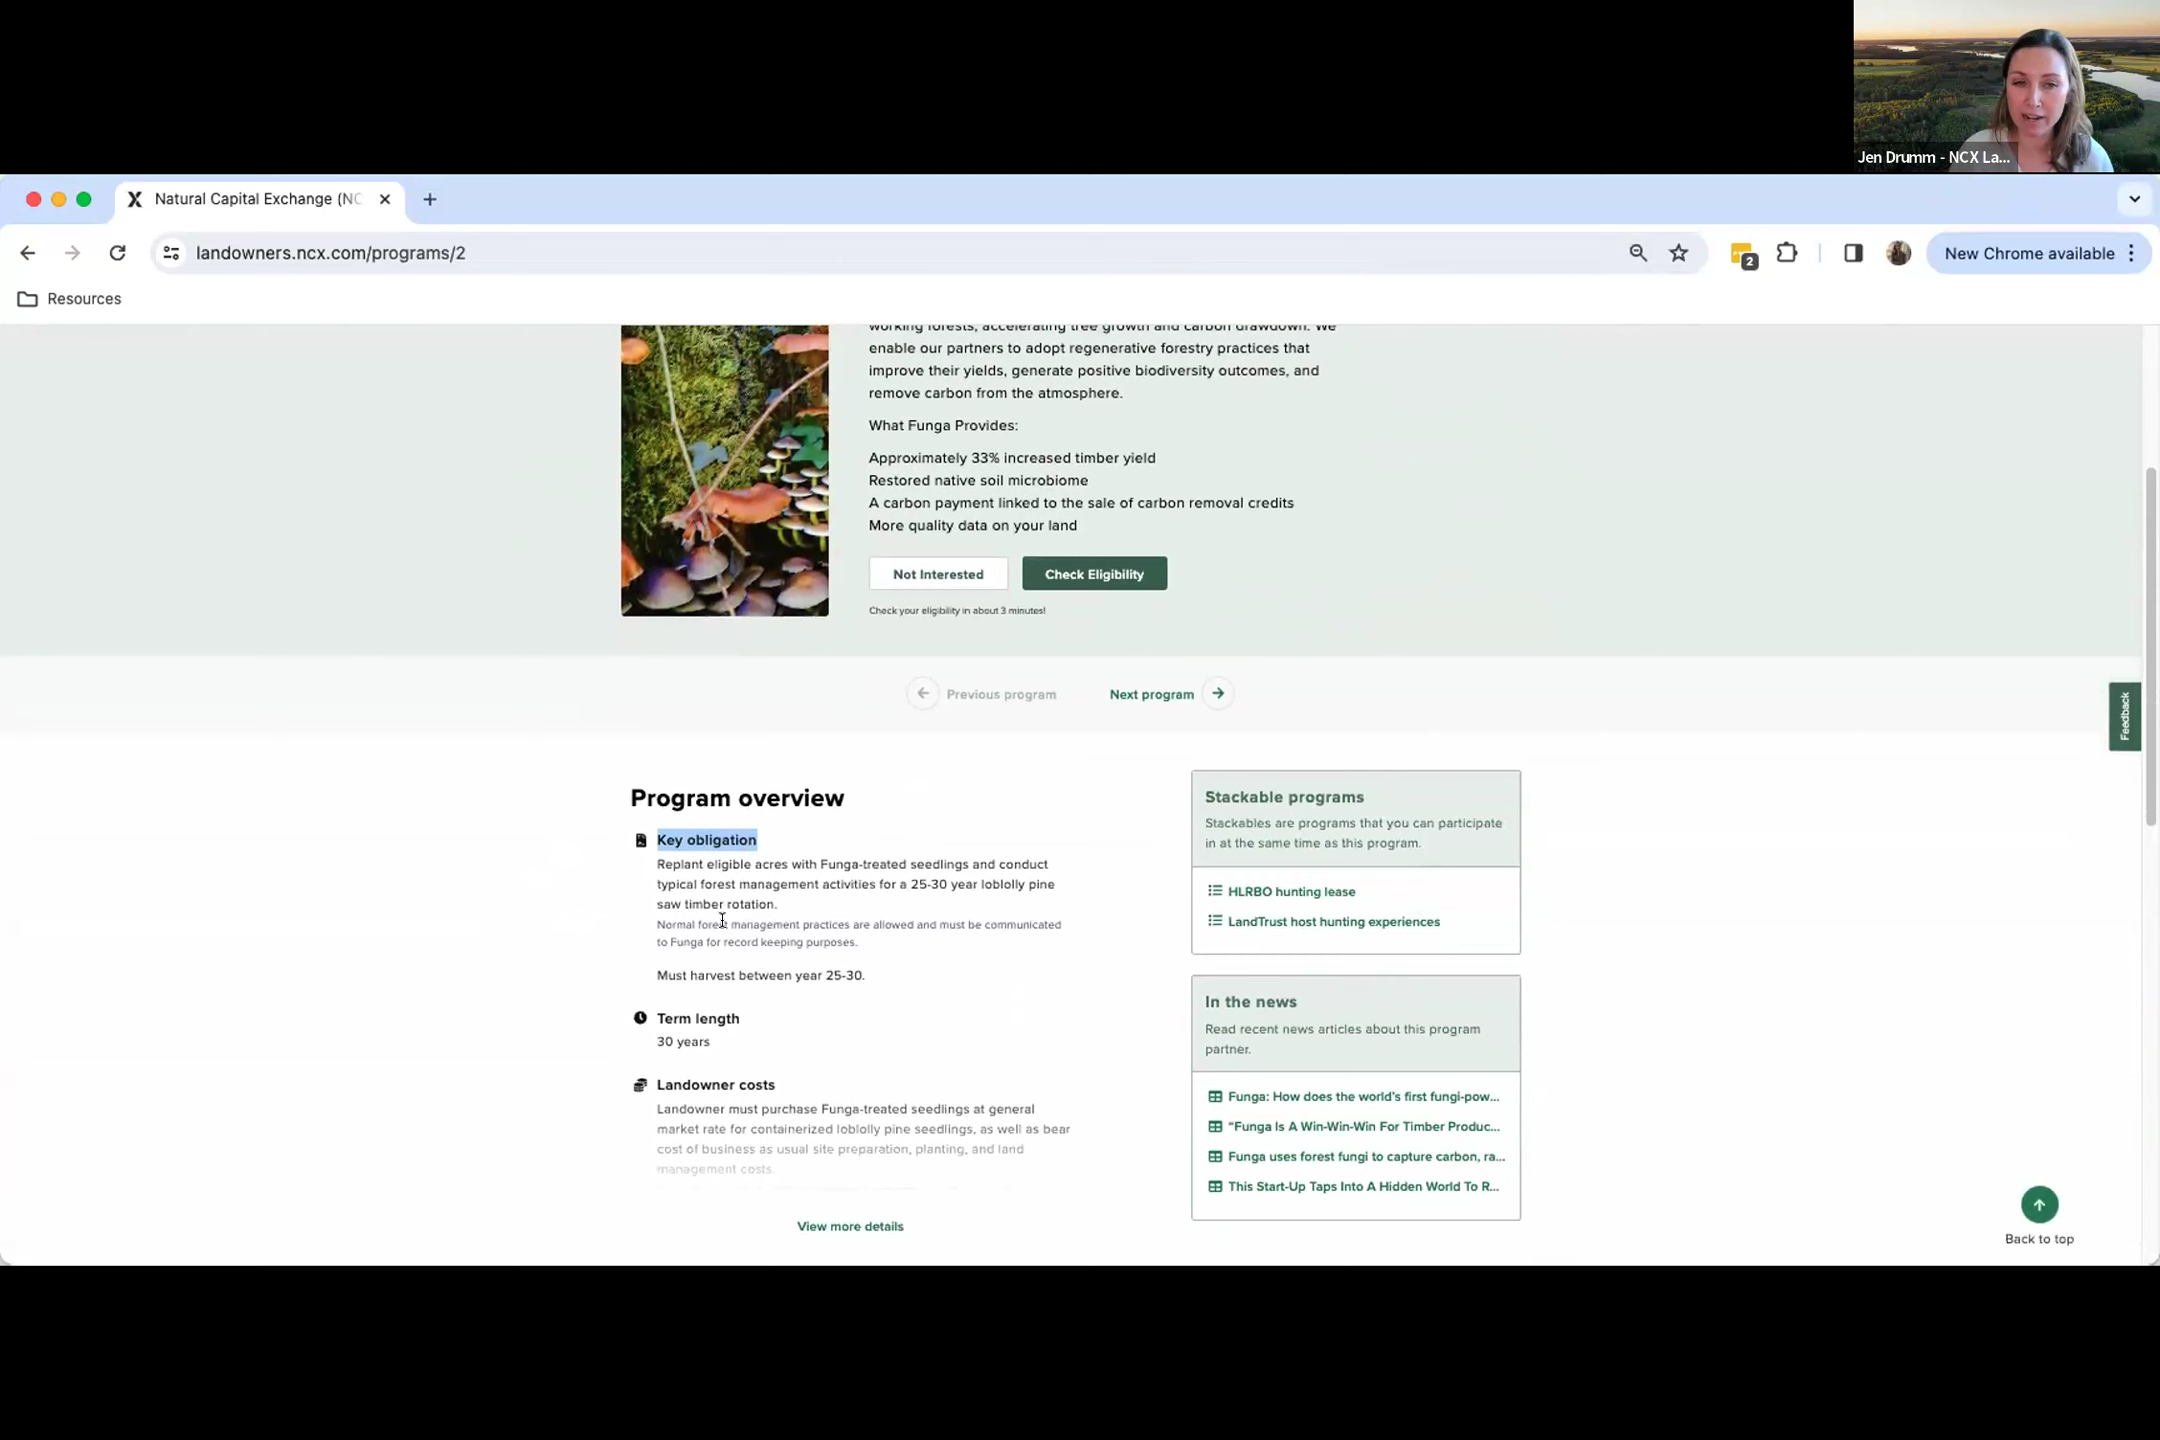 Jen Drumm - NCX La...
Natural Capital Exchange (NC
landowners.ncx.com/programs/2
2
New Chrome available
Resources
working forests, accelerating tree growth and carbon drawdown. We
enable our partners to adopt regenerative forestry practices that
improve their yields, generate positive biodiversity outcomes, and
remove carbon from the atmosphere.
What Funga Provides:
Approximately 33% increased timber yield
Restored native soil microbiome
A carbon payment linked to the sale of carbon removal credits
More quality data on your land
Not Interested
Check Eligibility
Check your eligibility in about 3 minutes!
Previous program
Next program
Feedback
Program overview
Key obligation
Replant eligible acres with Funga-treated seedlings and conduct
typical forest management activities for a 25-30 year loblolly pine
saw timber rotation.
Normal forest management practices are allowed and must be communicated
to Funga for record keeping purposes.
Must harvest between year 25-30.
Term length
30 years
Landowner costs
Landowner must purchase Funga-treated seedlings at general
market rate for containerized loblolly pine seedlings, as well as bear
cost of business as usual site preparation, planting, and land
management costs
View more details
Stackable programs
Stackables are programs that you can participate
in at the same time as this program.
HLRBO hunting lease
LandTrust host hunting experiences
In the news
Read recent news articles about this program
partner.
Funga: How does the world's first fungi-pow...
"Funga Is A Win-Win-Win For Timber Produc...
Funga uses forest fungi to capture carbon, ra...
This Start-Up Taps Into A Hidden World To R...
Back to top